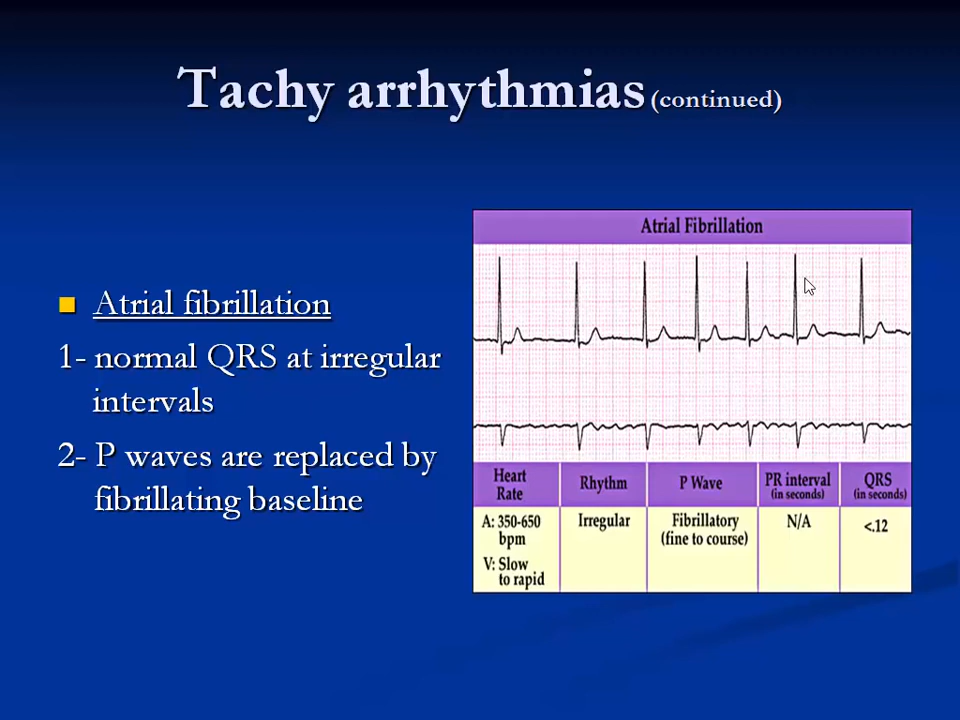 Tachy arrhythmias (continued)
Atrial fibrillation
1- normal QRS at irregular
intervals
2- P waves are replaced by
fibrillating baseline
Atrial Fibrillation
Heart
Rate
Rhythm
P Wave
PR interval
(in seconds)
QRS
(in seconds)
A: 350-650
bpm
V: Slow
to rapid
Irregular
Fibrillatory
(fine to course)
N/A
<.12